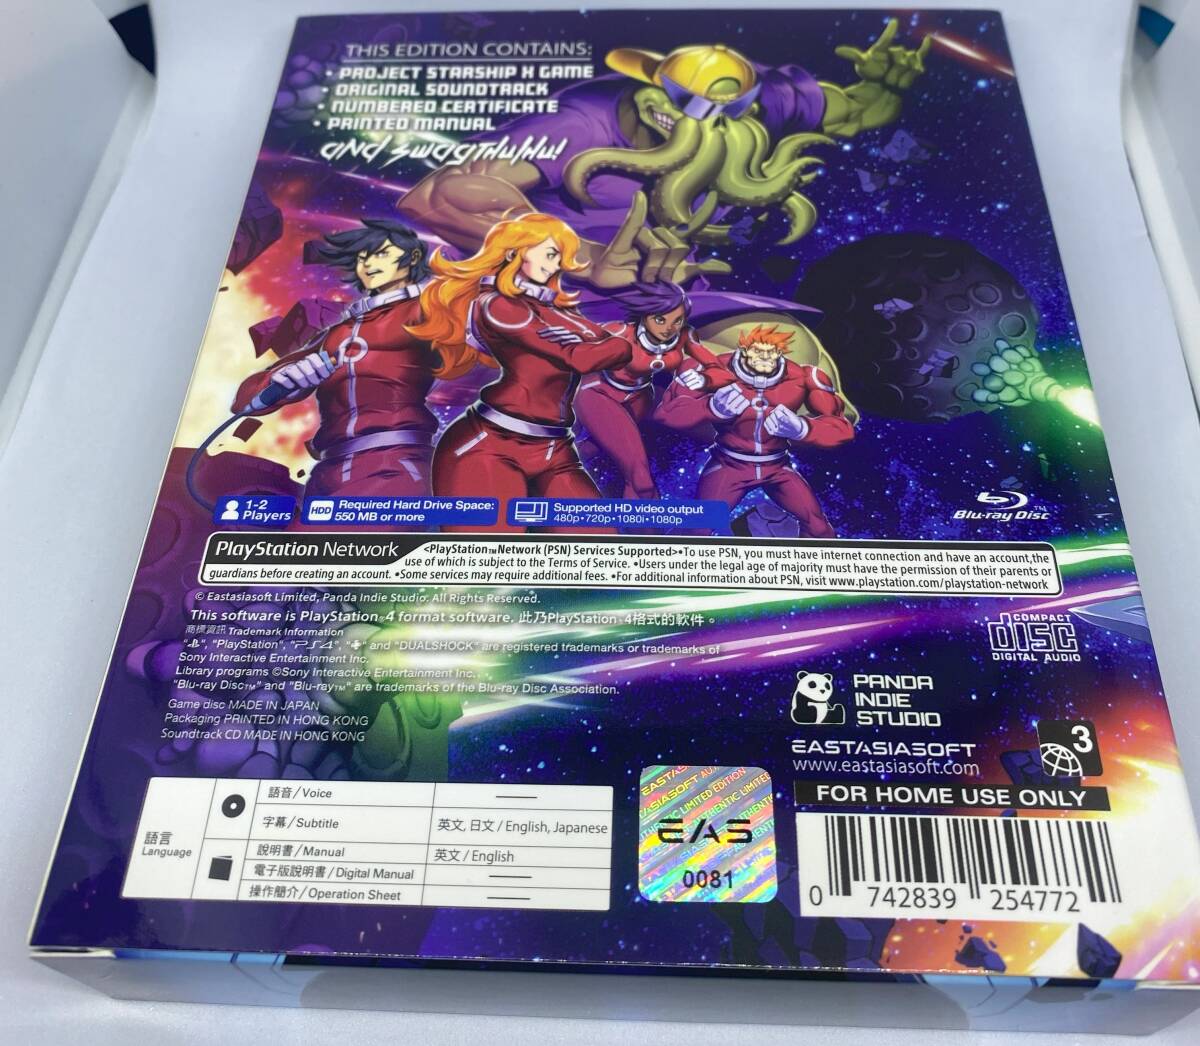 THIS EDITION CONTAINS:
• PROJECT STARSHIP X GAME
• ORIGINAL SOUNDTRACK
• NUMBERED CERTIFICATE
• PRINTED MANUAL
AND SWAGTHULHU!
1-2
Players
HDD
Required Hard Drive Space:
550 MB or more
Supported HD video output
480p•720p•1080i•1080p
Blu-ray Disc™
PlayStation Network
<PlayStation™Network (PSN) Services Supported>•To use PSN, you must have internet connection and have an account,the
use of which is subject to the Terms of Service. •Users under the legal age of majority must have the permission of their parents or
guardians before creating an account. •Some services may require additional fees. •For additional information about PSN, visit www.playstation.com/playstation-network
© Eastasiasoft Limited, Panda Indie Studio. All Rights Reserved.
This software is PlayStation®4 format software. 此乃PlayStation®4格式的軟件。
商標資訊 Trademark Information
"", "PlayStation", "PS4", "" and "DUALSHOCK" are registered trademarks or trademarks of
Sony Interactive Entertainment Inc.
Library programs ©Sony Interactive Entertainment Inc.
"Blu-ray Disc™" and "Blu-ray™" are trademarks of the Blu-ray Disc Association.
Game disc MADE IN JAPAN
Packaging PRINTED IN HONG KONG
Soundtrack CD MADE IN HONG KONG
COMPACT
disc
DIGITAL AUDIO
PANDA
INDIE
STUDIO
EASTASIASOFT
www.eastasiasoft.com
3
FOR HOME USE ONLY
語言
Language
語音/Voice
字幕/Subtitle 英文, 日文 / English, Japanese
說明書/Manual 英文 / English
電子版說明書/Digital Manual
操作簡介/Operation Sheet
EASTASIASOFT
AUTHENTIC LIMITED EDITION
EAS
0081
0 742839 254772